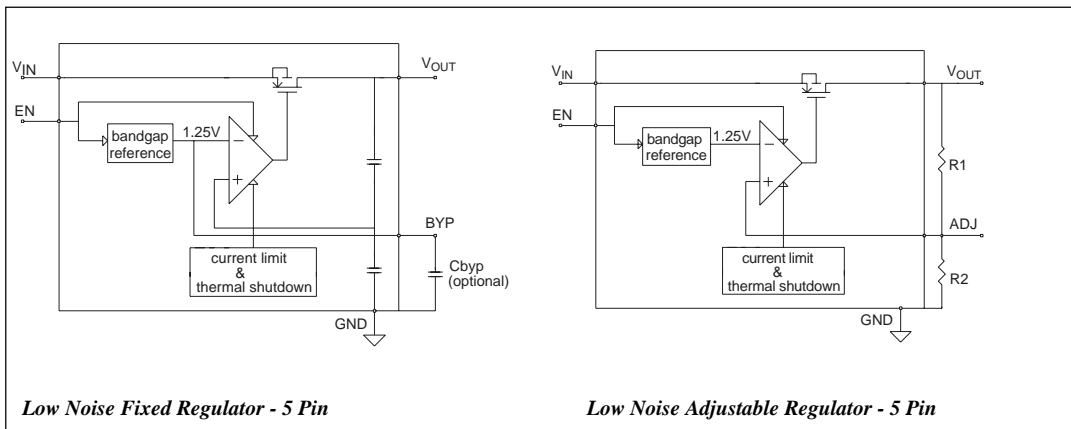 VIN
VOUT
EN
bandgap
reference
1.25V
−
+
BYP
current limit
&
thermal shutdown
Cbyp
(optional)
GND
Low Noise Fixed Regulator - 5 Pin
VIN
VOUT
EN
bandgap
reference
1.25V
−
+
R1
ADJ
current limit
&
thermal shutdown
R2
GND
Low Noise Adjustable Regulator - 5 Pin